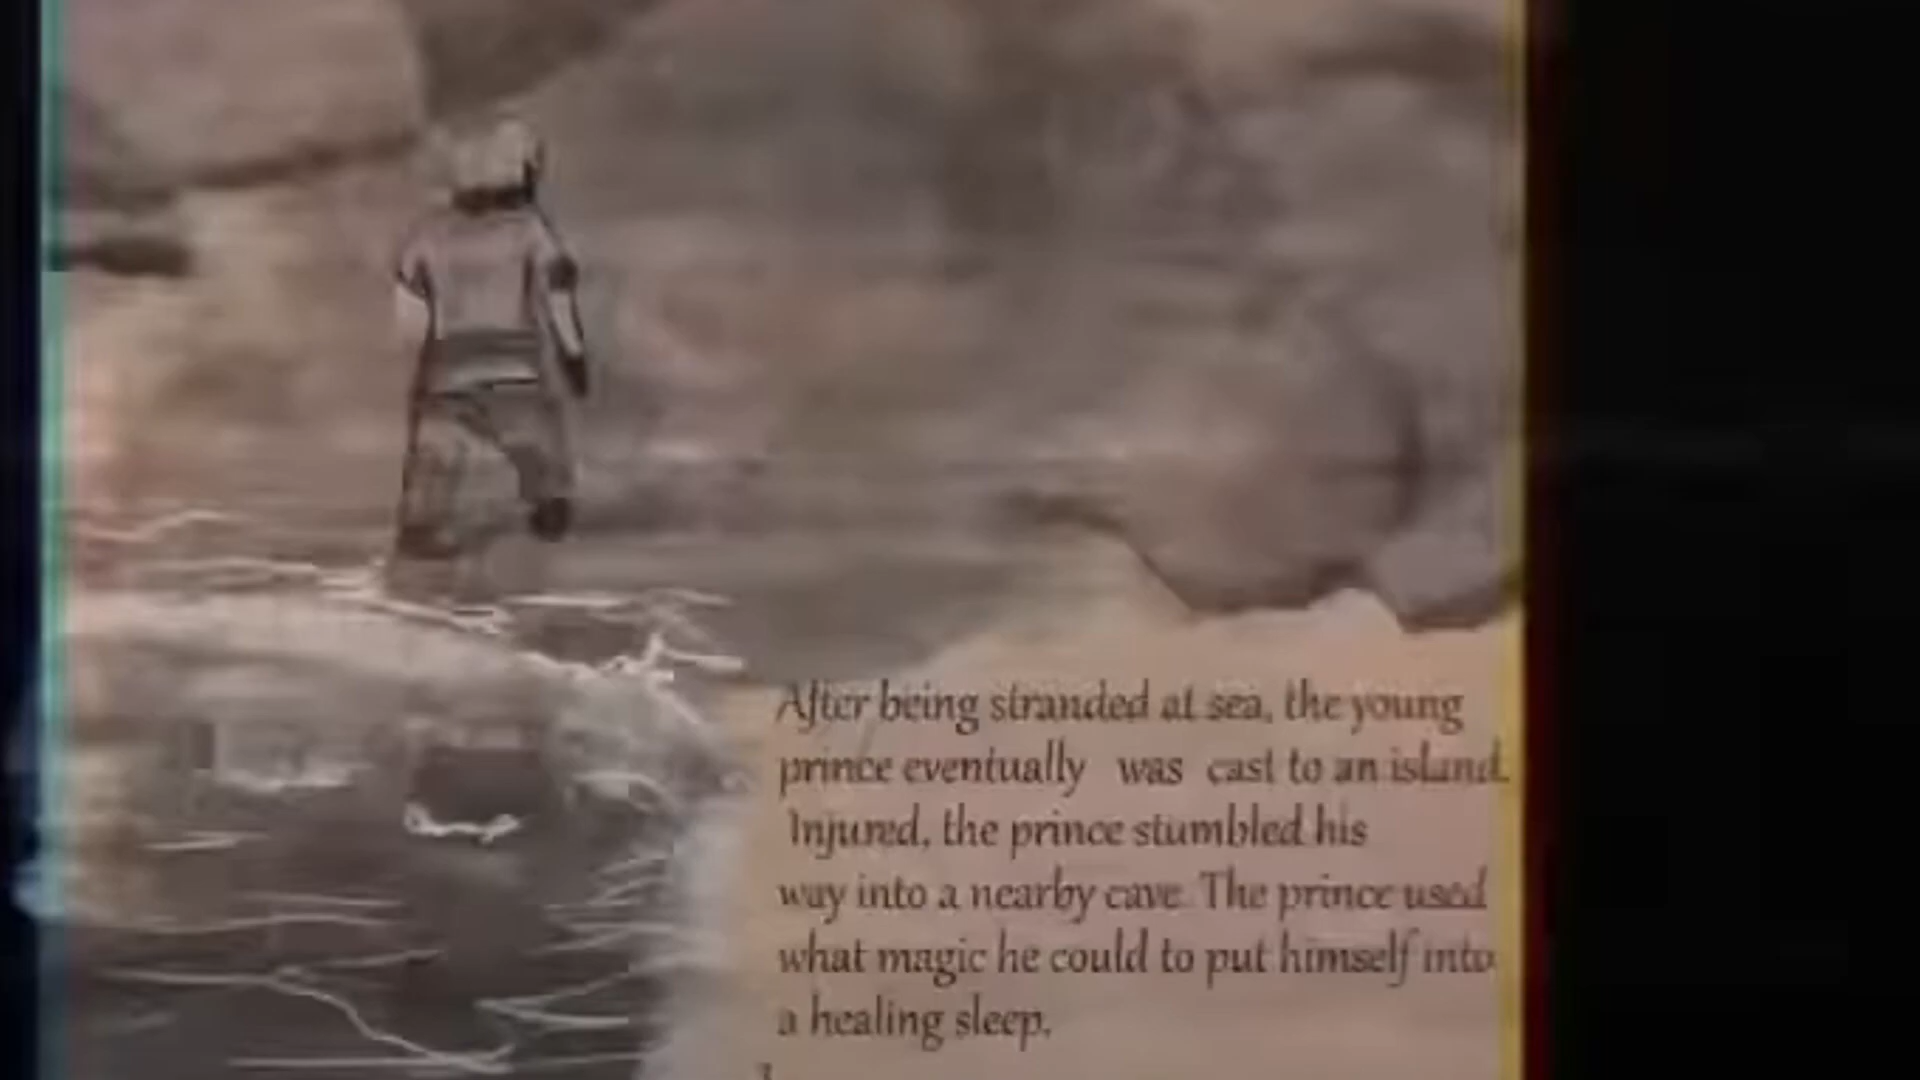 After being stranded at sea, the young
prince eventually was cast to an island.
Injured, the prince stumbled his
way into a nearby cave. The prince used
what magic he could to put himself into
a healing sleep.